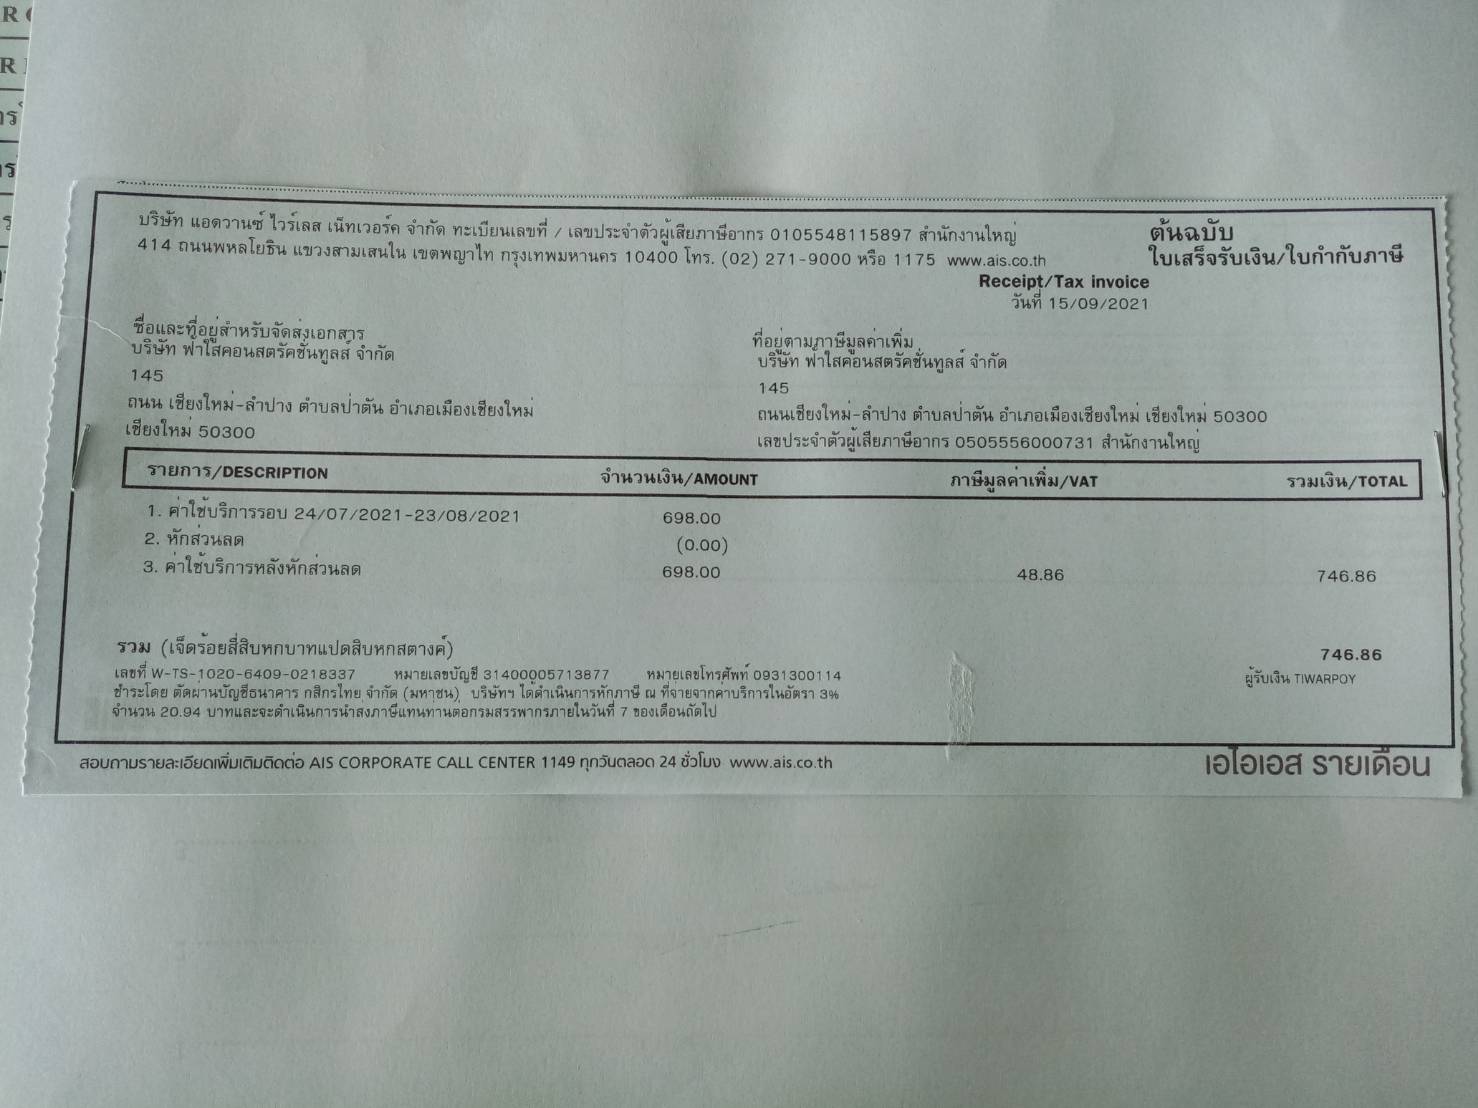 บริษัท แอดวานซ์ ไวร์เลส เน็ทเวอร์ค จำกัด ทะเบียนเลขที่ / เลขประจำตัวผู้เสียภาษีอากร 0105548115897 สำนักงานใหญ่
414 ถนนพหลโยธิน แขวงสามเสนใน เขตพญาไท กรุงเทพมหานคร 10400 โทร. (02) 271-9000 หรือ 1175 www.ais.co.th
ต้นฉบับ
ใบเสร็จรับเงิน/ใบกำกับภาษี
Receipt/Tax invoice
วันที่ 15/09/2021
ชื่อและที่อยู่สำหรับจัดส่งเอกสาร
บริษัท ฟ้าใสคอนสตรัคชั่นทูลส์ จำกัด
145
ถนน เชียงใหม่-ลำปาง ตำบลป่าตัน อำเภอเมืองเชียงใหม่
เชียงใหม่ 50300
ที่อยู่ตามภาษีมูลค่าเพิ่ม
บริษัท ฟ้าใสคอนสตรัคชั่นทูลส์ จำกัด
145
ถนนเชียงใหม่-ลำปาง ตำบลป่าตัน อำเภอเมืองเชียงใหม่ เชียงใหม่ 50300
เลขประจำตัวผู้เสียภาษีอากร 0505556000731 สำนักงานใหญ่
รายการ/DESCRIPTION จำนวนเงิน/AMOUNT ภาษีมูลค่าเพิ่ม/VAT รวมเงิน/TOTAL
1. ค่าใช้บริการรอบ 24/07/2021-23/08/2021 698.00
2. หักส่วนลด (0.00)
3. ค่าใช้บริการหลังหักส่วนลด 698.00 48.86 746.86
รวม (เจ็ดร้อยสี่สิบหกบาทแปดสิบหกสตางค์) 746.86
เลขที่ W-TS-1020-6409-0218337 หมายเลขบัญชี 31400005713877 หมายเลขโทรศัพท์ 0931300114 ผู้รับเงิน TIWARPOY
ชำระโดย ตัดผ่านบัญชีธนาคาร กสิกรไทย จำกัด (มหาชน) บริษัทฯ ได้ดำเนินการหักภาษี ณ ที่จ่ายจากค่าบริการในอัตรา 3%
จำนวน 20.94 บาทและจะดำเนินการนำส่งภาษีแทนท่านต่อกรมสรรพากรภายในวันที่ 7 ของเดือนถัดไป
สอบถามรายละเอียดเพิ่มเติมติดต่อ AIS CORPORATE CALL CENTER 1149 ทุกวันตลอด 24 ชั่วโมง www.ais.co.th
เอไอเอส รายเดือน